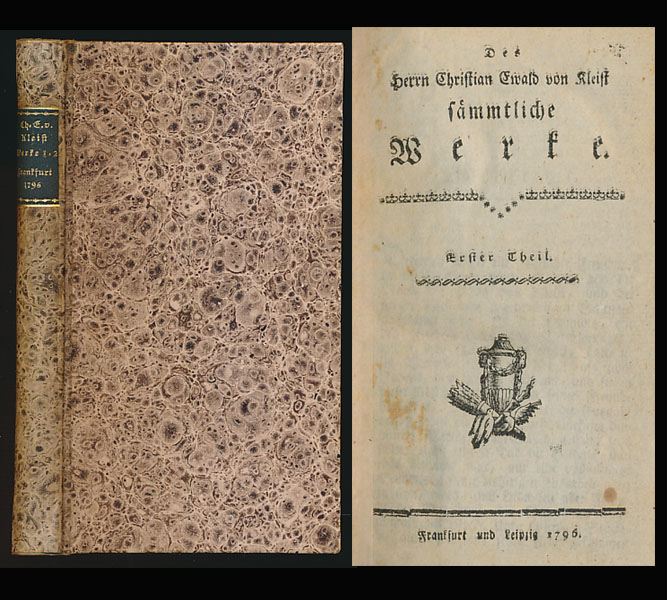 Ch. E. v.
Kleist
Werke 1-2
Frankfurt
1796
Des
Herrn Christian Ewald von Kleist
sämmtliche
Werke.
Erster Theil.
Frankfurt und Leipzig 1796.